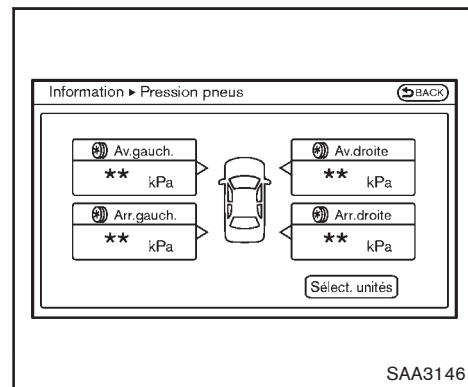 Information ▸ Pression pneus
BACK
Av.gauch.
** kPa
Av.droite
** kPa
Arr.gauch.
** kPa
Arr.droite
** kPa
Sélect. unités
SAA3146